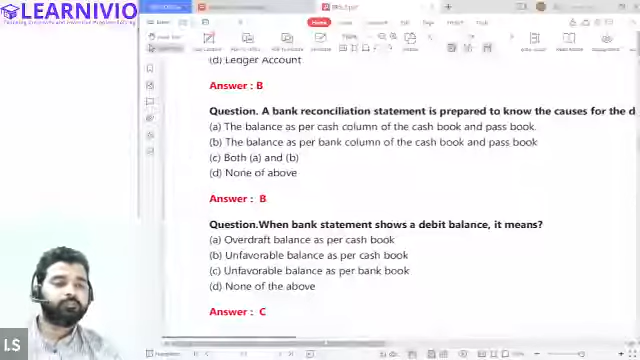 LEARNIVIO
Home
(d) Ledger Account
Answer : B
Question. A bank reconciliation statement is prepared to know the causes for the d
(a) The balance as per cash column of the cash book and pass book.
(b) The balance as per bank column of the cash book and pass book
(c) Both (a) and (b)
(d) None of above
Answer : B
Question.When bank statement shows a debit balance, it means?
(a) Overdraft balance as per cash book
(b) Unfavorable balance as per cash book
(c) Unfavorable balance as per bank book
(d) None of the above
Answer : C
I.S